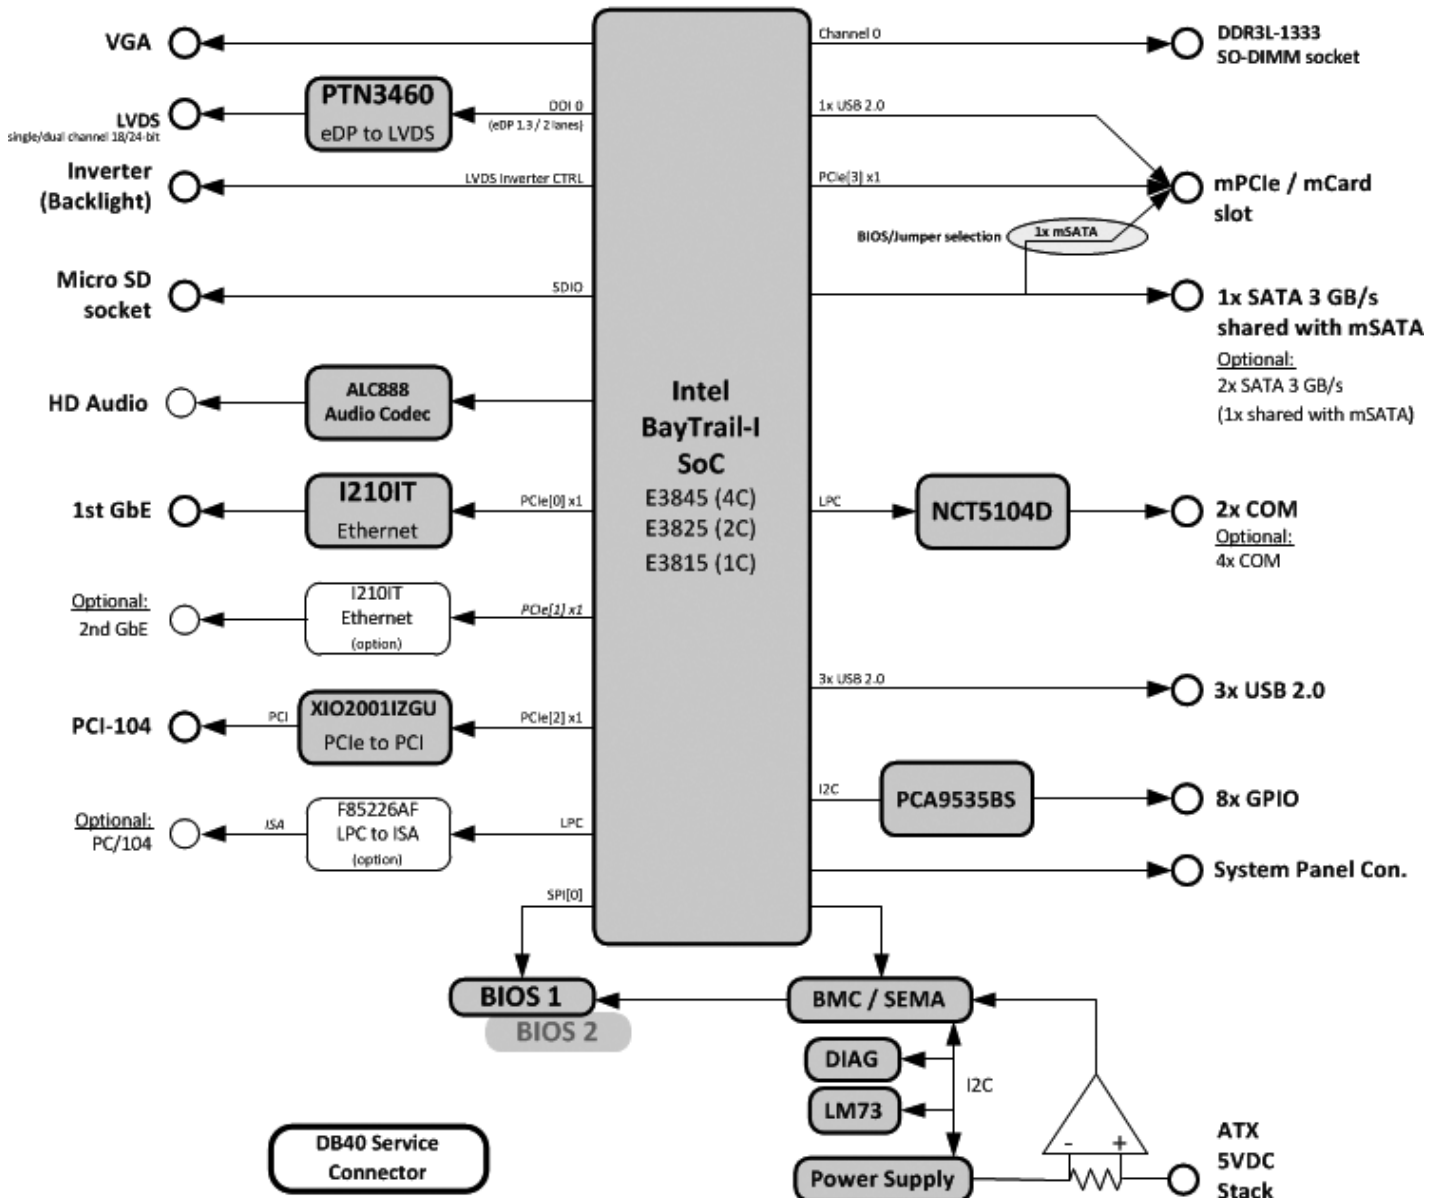 VGA
LVDS
single/dual channel 18/24-bit
PTN3460
eDP to LVDS
DDI 0
(eDP 1.3 / 2 lanes)
Inverter
(Backlight)
LVDS Inverter CTRL
Micro SD
socket
SDIO
HD Audio
ALC888
Audio Codec
1st GbE
I210IT
Ethernet
PCIe[0] x1
Optional:
2nd GbE
I210IT
Ethernet
(option)
PCIe[1] x1
PCI-104
PCI
XIO2001IZGU
PCIe to PCI
PCIe[2] x1
Optional:
PC/104
ISA
F85226AF
LPC to ISA
(option)
LPC
SPI[0]
Intel
BayTrail-I
SoC
E3845 (4C)
E3825 (2C)
E3815 (1C)
Channel 0
DDR3L-1333
SO-DIMM socket
1x USB 2.0
PCIe[3] x1
mPCIe / mCard
slot
BIOS/Jumper selection
1x mSATA
1x SATA 3 GB/s
shared with mSATA
Optional:
2x SATA 3 GB/s
(1x shared with mSATA)
LPC
NCT5104D
2x COM
Optional:
4x COM
3x USB 2.0
3x USB 2.0
I2C
PCA9535BS
8x GPIO
System Panel Con.
BIOS 1
BIOS 2
BMC / SEMA
DIAG
I2C
LM73
Power Supply
- +
ATX
5VDC
Stack
DB40 Service
Connector